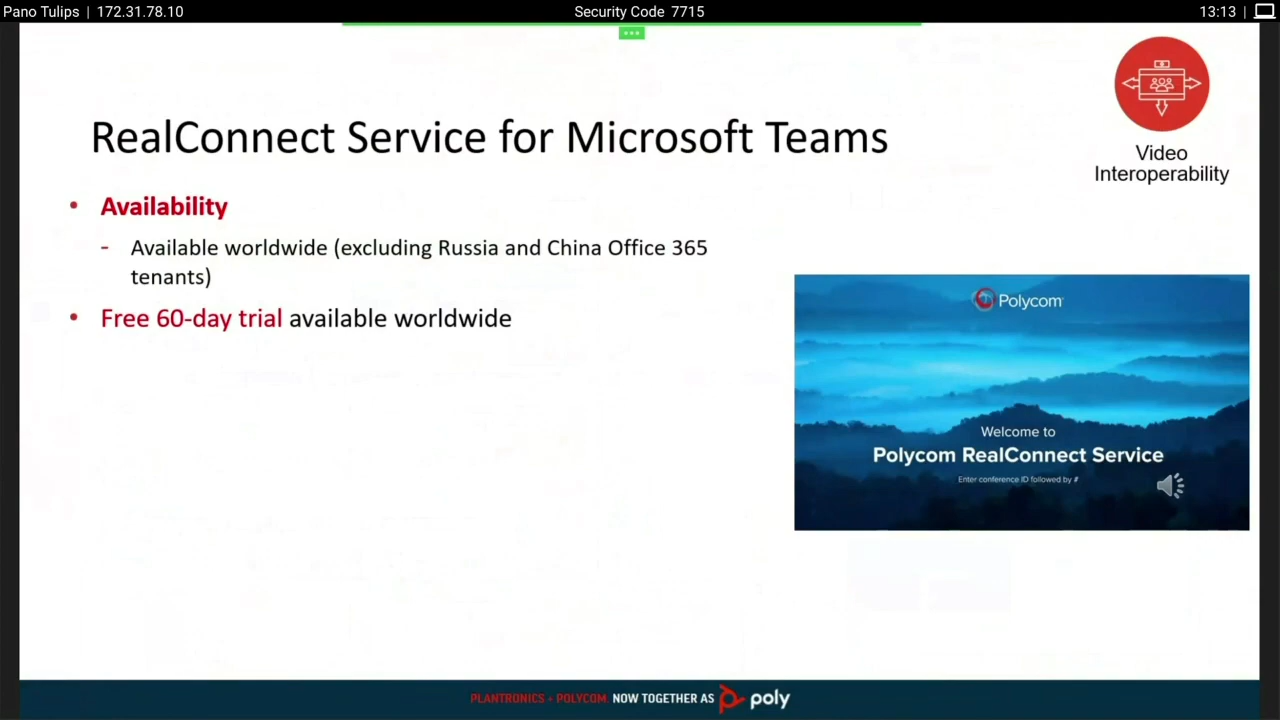 Pano Tulips | 172.31.78.10
Security Code 7715
13:13 |
Video
Interoperability
RealConnect Service for Microsoft Teams
• Availability
- Available worldwide (excluding Russia and China Office 365
tenants)
• Free 60-day trial available worldwide
Polycom
Welcome to
Polycom RealConnect Service
Enter conference ID followed by #
PLANTRONICS + POLYCOM. NOW TOGETHER AS poly